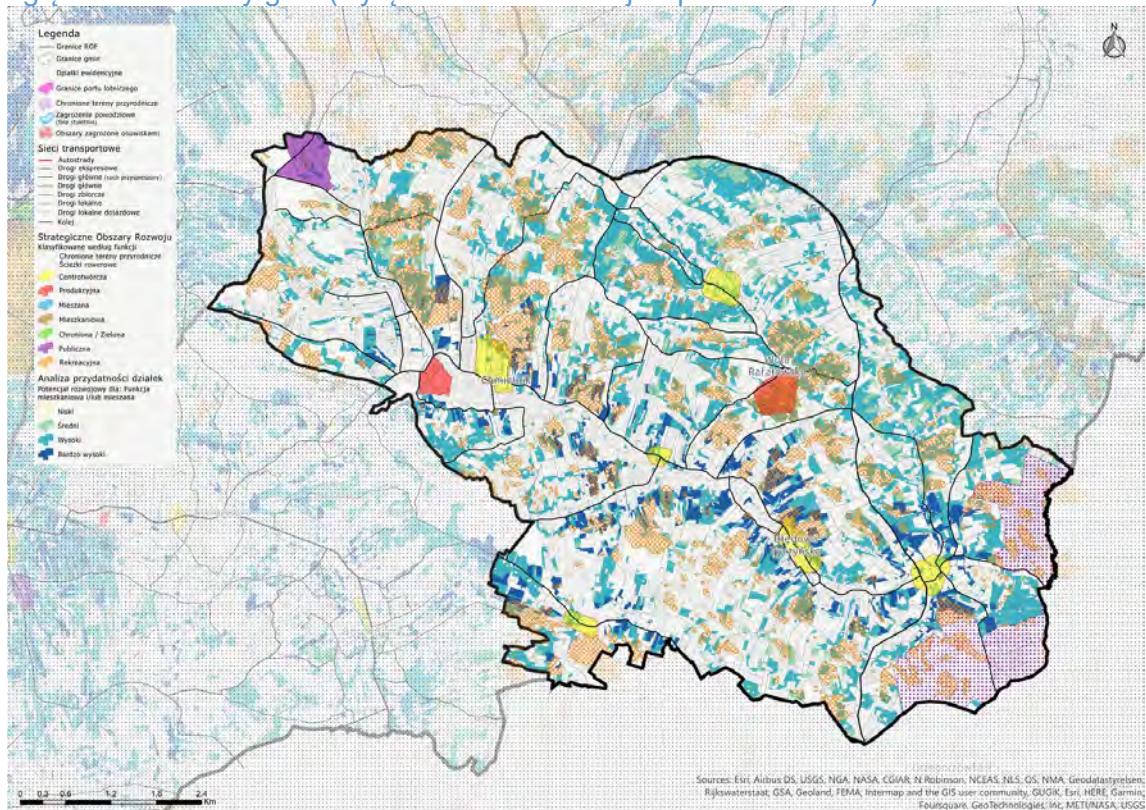 N
Legenda
Granice ROF
Granice gmin
Działki ewidencyjne
Granice portu lotniczego
Chronione tereny przyrodnicze
Zagrożenie powodziowe
Obszary zagrożone osuwiskami
Sieci transportowe
Autostrady
Drogi ekspresowe
Drogi główne (ruch przyspieszony)
Drogi główne
Drogi zbiorcze
Drogi lokalne
Drogi lokalne dojazdowe
Kolej
Strategiczne Obszary Rozwoju
Klasyfikowane według funkcji
Chronione tereny przyrodnicze
Ścieżki rowerowe
Centrotwórcza
Produkcyjna
Mieszana
Mieszkaniowa
Chroniona / Zielona
Publiczna
Rekreacyjna
Analiza przydatności działek
Potencjał rozwojowy dla: Funkcja
mieszkaniowa i/lub mieszana
Niski
Średni
Wysoki
Bardzo wysoki
0 0.3 0.6 1.2 1.8 2.4
Km
Sources: Esri, Airbus DS, USGS, NGA, NASA, CGIAR, N Robinson, NCEAS, NLS, OS, NMA, Geodatastyrelsen,
Rijkswaterstaat, GSA, Geoland, FEMA, Intermap and the GIS user community, GUGIK, Esri, HERE, Garmin,
Foursquare, GeoTechnologies, Inc, METI/NASA, USGS